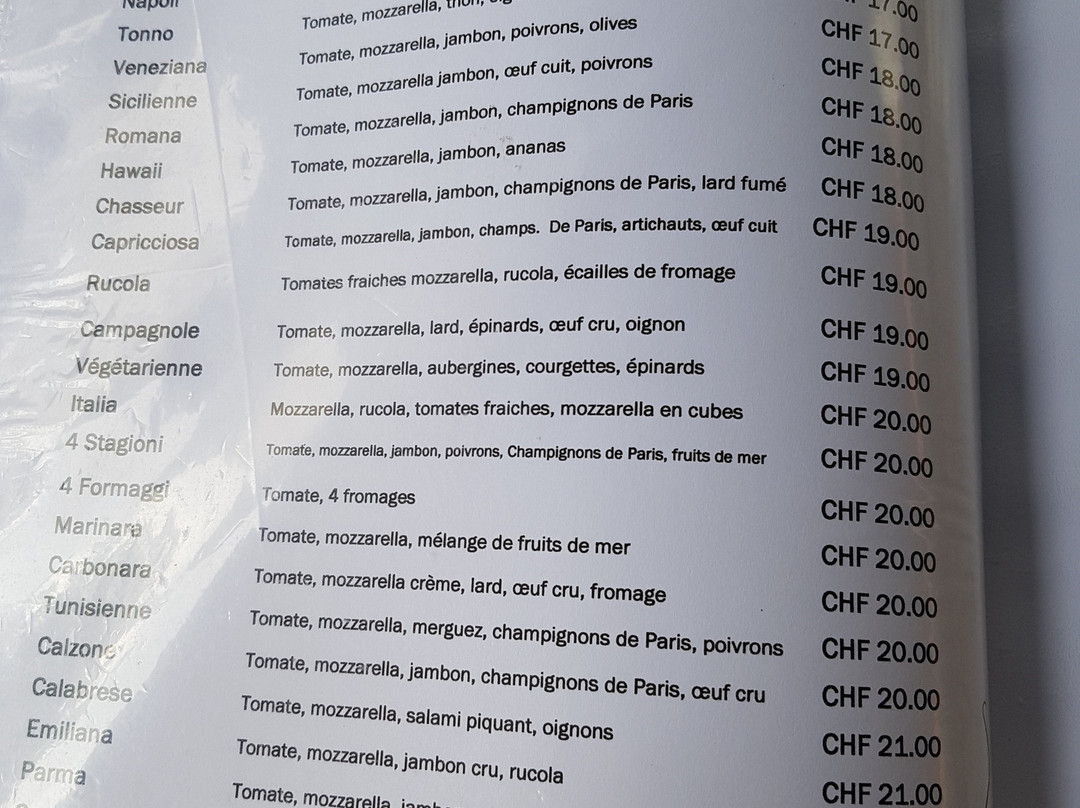 Napoli
Tonno Tomate, mozzarella, thon, 17.00
Veneziana Tomate, mozzarella, jambon, poivrons, olives CHF 17.00
Sicilienne Tomate, mozzarella jambon, œuf cuit, poivrons CHF 18.00
Romana Tomate, mozzarella, jambon, champignons de Paris CHF 18.00
Hawaii Tomate, mozzarella, jambon, ananas CHF 18.00
Chasseur Tomate, mozzarella, jambon, champignons de Paris, lard fumé CHF 18.00
Capricciosa Tomate, mozzarella, jambon, champs. De Paris, artichauts, œuf cuit CHF 19.00
Rucola Tomates fraiches mozzarella, rucola, écailles de fromage CHF 19.00
Campagnole Tomate, mozzarella, lard, épinards, œuf cru, oignon CHF 19.00
Végétarienne Tomate, mozzarella, aubergines, courgettes, épinards CHF 19.00
Italia Mozzarella, rucola, tomates fraiches, mozzarella en cubes CHF 20.00
4 Stagioni Tomate, mozzarella, jambon, poivrons, Champignons de Paris, fruits de mer CHF 20.00
4 Formaggi Tomate, 4 fromages CHF 20.00
Marinara Tomate, mozzarella, mélange de fruits de mer CHF 20.00
Carbonara Tomate, mozzarella crème, lard, œuf cru, fromage CHF 20.00
Tunisienne Tomate, mozzarella, merguez, champignons de Paris, poivrons CHF 20.00
Calzone Tomate, mozzarella, jambon, champignons de Paris, œuf cru CHF 20.00
Calabrese Tomate, mozzarella, salami piquant, oignons CHF 21.00
Emiliana Tomate, mozzarella, jambon cru, rucola CHF 21.00
Parma Tomate, mozzarella,